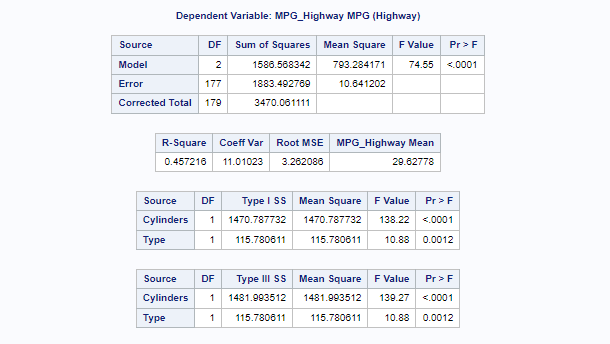 Dependent Variable: MPG_Highway MPG (Highway)
Source DF Sum of Squares Mean Square F Value Pr > F
Model 2 1586.568342 793.284171 74.55 <.0001
Error 177 1883.492769 10.641202
Corrected Total 179 3470.061111
R-Square Coeff Var Root MSE MPG_Highway Mean
0.457216 11.01023 3.262086 29.62778
Source DF Type I SS Mean Square F Value Pr > F
Cylinders 1 1470.787732 1470.787732 138.22 <.0001
Type 1 115.780611 115.780611 10.88 0.0012
Source DF Type III SS Mean Square F Value Pr > F
Cylinders 1 1481.993512 1481.993512 139.27 <.0001
Type 1 115.780611 115.780611 10.88 0.0012